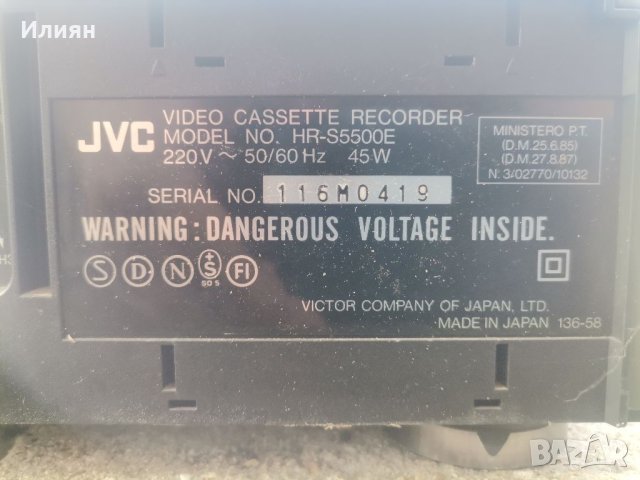 Илиян
JVC
VIDEO CASSETTE RECORDER
MODEL NO. HR-S5500E
220V ~ 50/60 Hz 45W
MINISTERO P.T.
(D.M.25.6.85)
(D.M.27.8.87)
N. 3/02770/10132
SERIAL NO. 116M0419
WARNING : DANGEROUS VOLTAGE INSIDE.
S D N S FI
SO 5
VICTOR COMPANY OF JAPAN, LTD.
MADE IN JAPAN 136-58
BAZAR